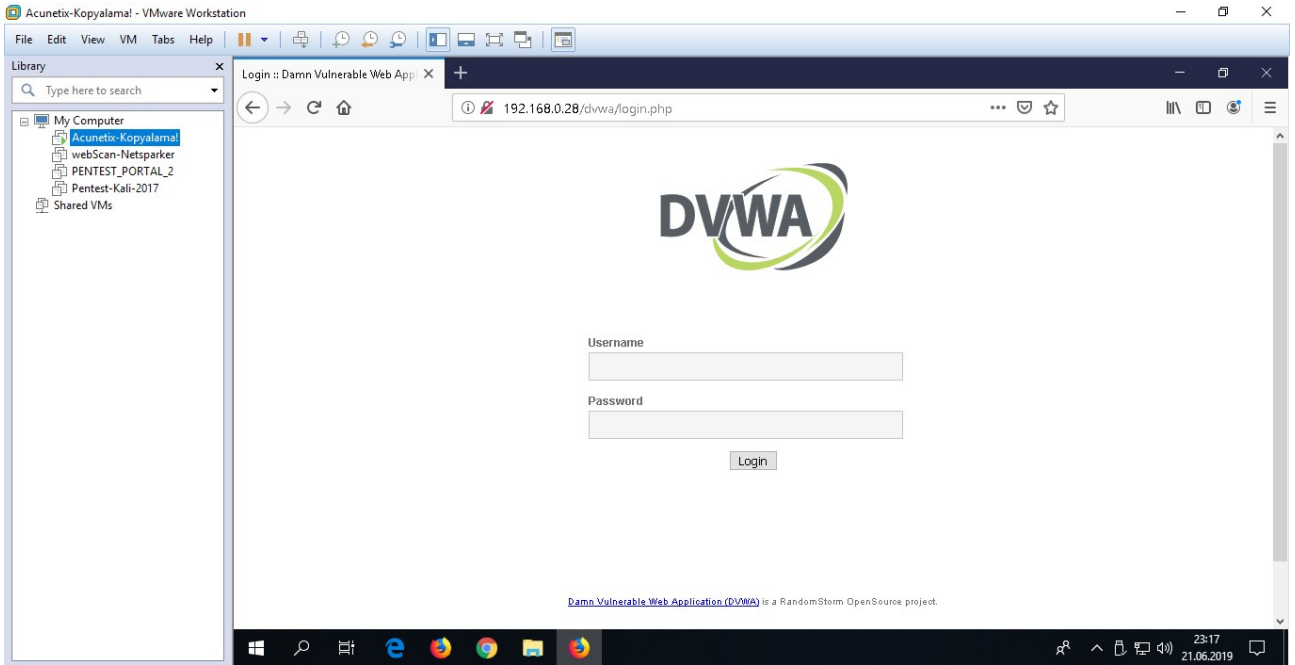 Acunetix-Kopyalama! - VMware Workstation
File Edit View VM Tabs Help
Library
Type here to search
My Computer
Acunetix-Kopyalama!
webScan-Netsparker
PENTEST_PORTAL_2
Pentest-Kali-2017
Shared VMs
Login :: Damn Vulnerable Web Appl
192.168.0.28/dvwa/login.php
DVWA
Username
Password
Login
Damn Vulnerable Web Application (DVWA) is a RandomStorm OpenSource project.
23:17
21.06.2019